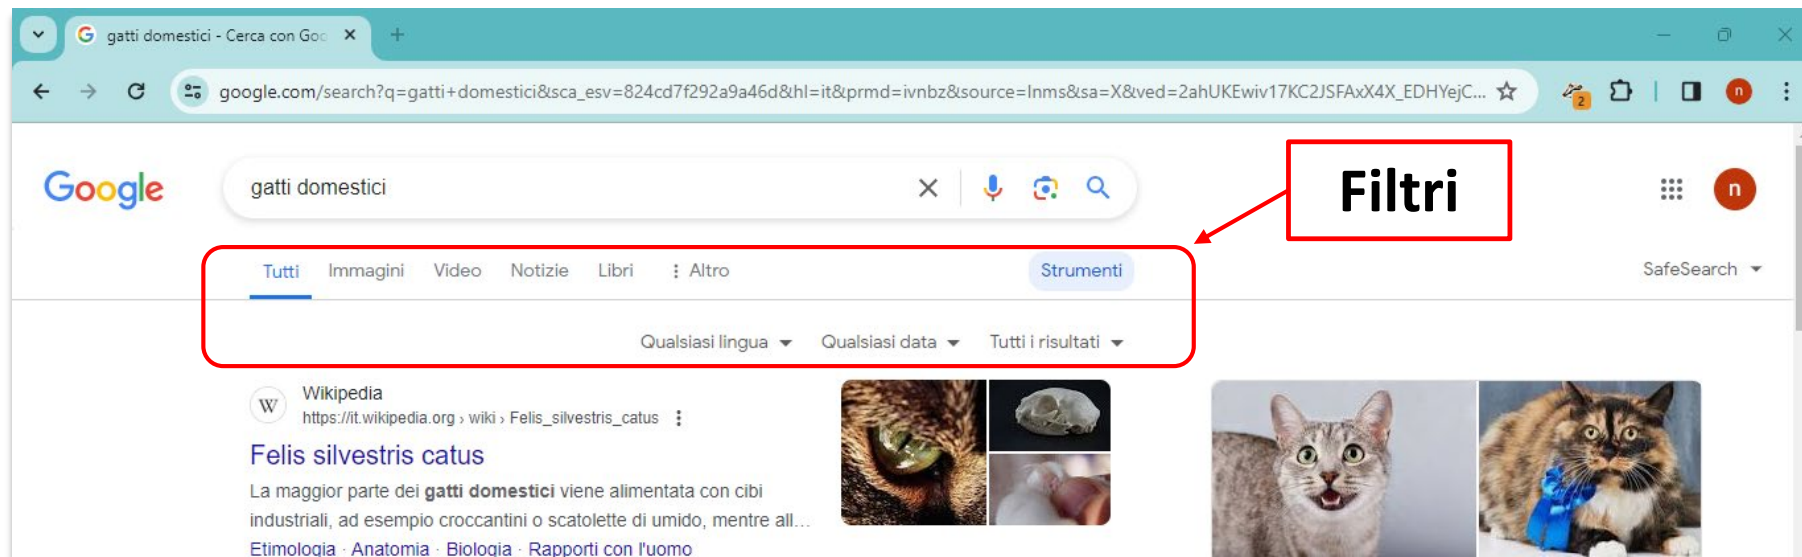 gatti domestici - Cerca con Goo
google.com/search?q=gatti+domestici&sca_esv=824cd7f292a9a46d&hl=it&prmd=ivnbz&source=lnms&sa=X&ved=2ahUKEwiv17KC2JSFAxX4X_EDHYejC...
2
n
Google
gatti domestici
Filtri
n
Tutti Immagini Video Notizie Libri Altro Strumenti
SafeSearch
Qualsiasi lingua Qualsiasi data Tutti i risultati
W
Wikipedia
https://it.wikipedia.org › wiki › Felis_silvestris_catus
Felis silvestris catus
La maggior parte dei gatti domestici viene alimentata con cibi
industriali, ad esempio croccantini o scatolette di umido, mentre all...
Etimologia · Anatomia · Biologia · Rapporti con l'uomo